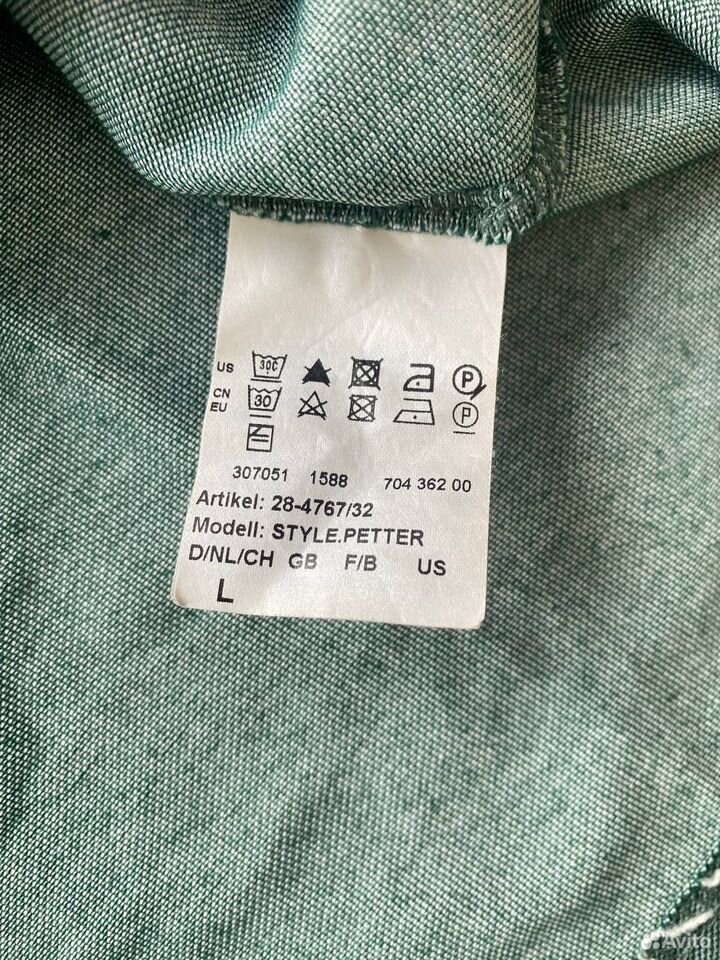 US 30C P
CN 30 P
EU
307051 1588 704 362 00
Artikel: 28-4767/32
Modell: STYLE.PETTER
D/NL/CH GB F/B US
L
Avito